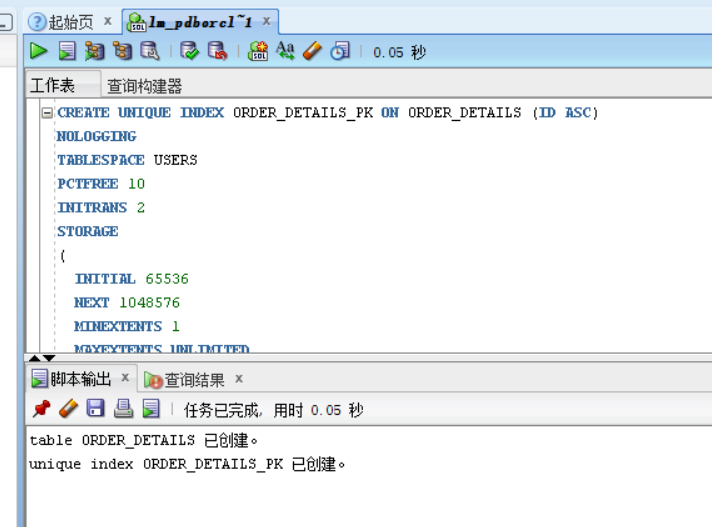 起始页
lm_pdborcl~1
0.05 秒
工作表 查询构建器
CREATE UNIQUE INDEX ORDER_DETAILS_PK ON ORDER_DETAILS (ID ASC)
NOLOGGING
TABLESPACE USERS
PCTFREE 10
INITRANS 2
STORAGE
(
INITIAL 65536
NEXT 1048576
MINEXTENTS 1
MAXEXTENTS UNLIMITED
脚本输出 查询结果
任务已完成, 用时 0.05 秒
table ORDER_DETAILS 已创建。
unique index ORDER_DETAILS_PK 已创建。